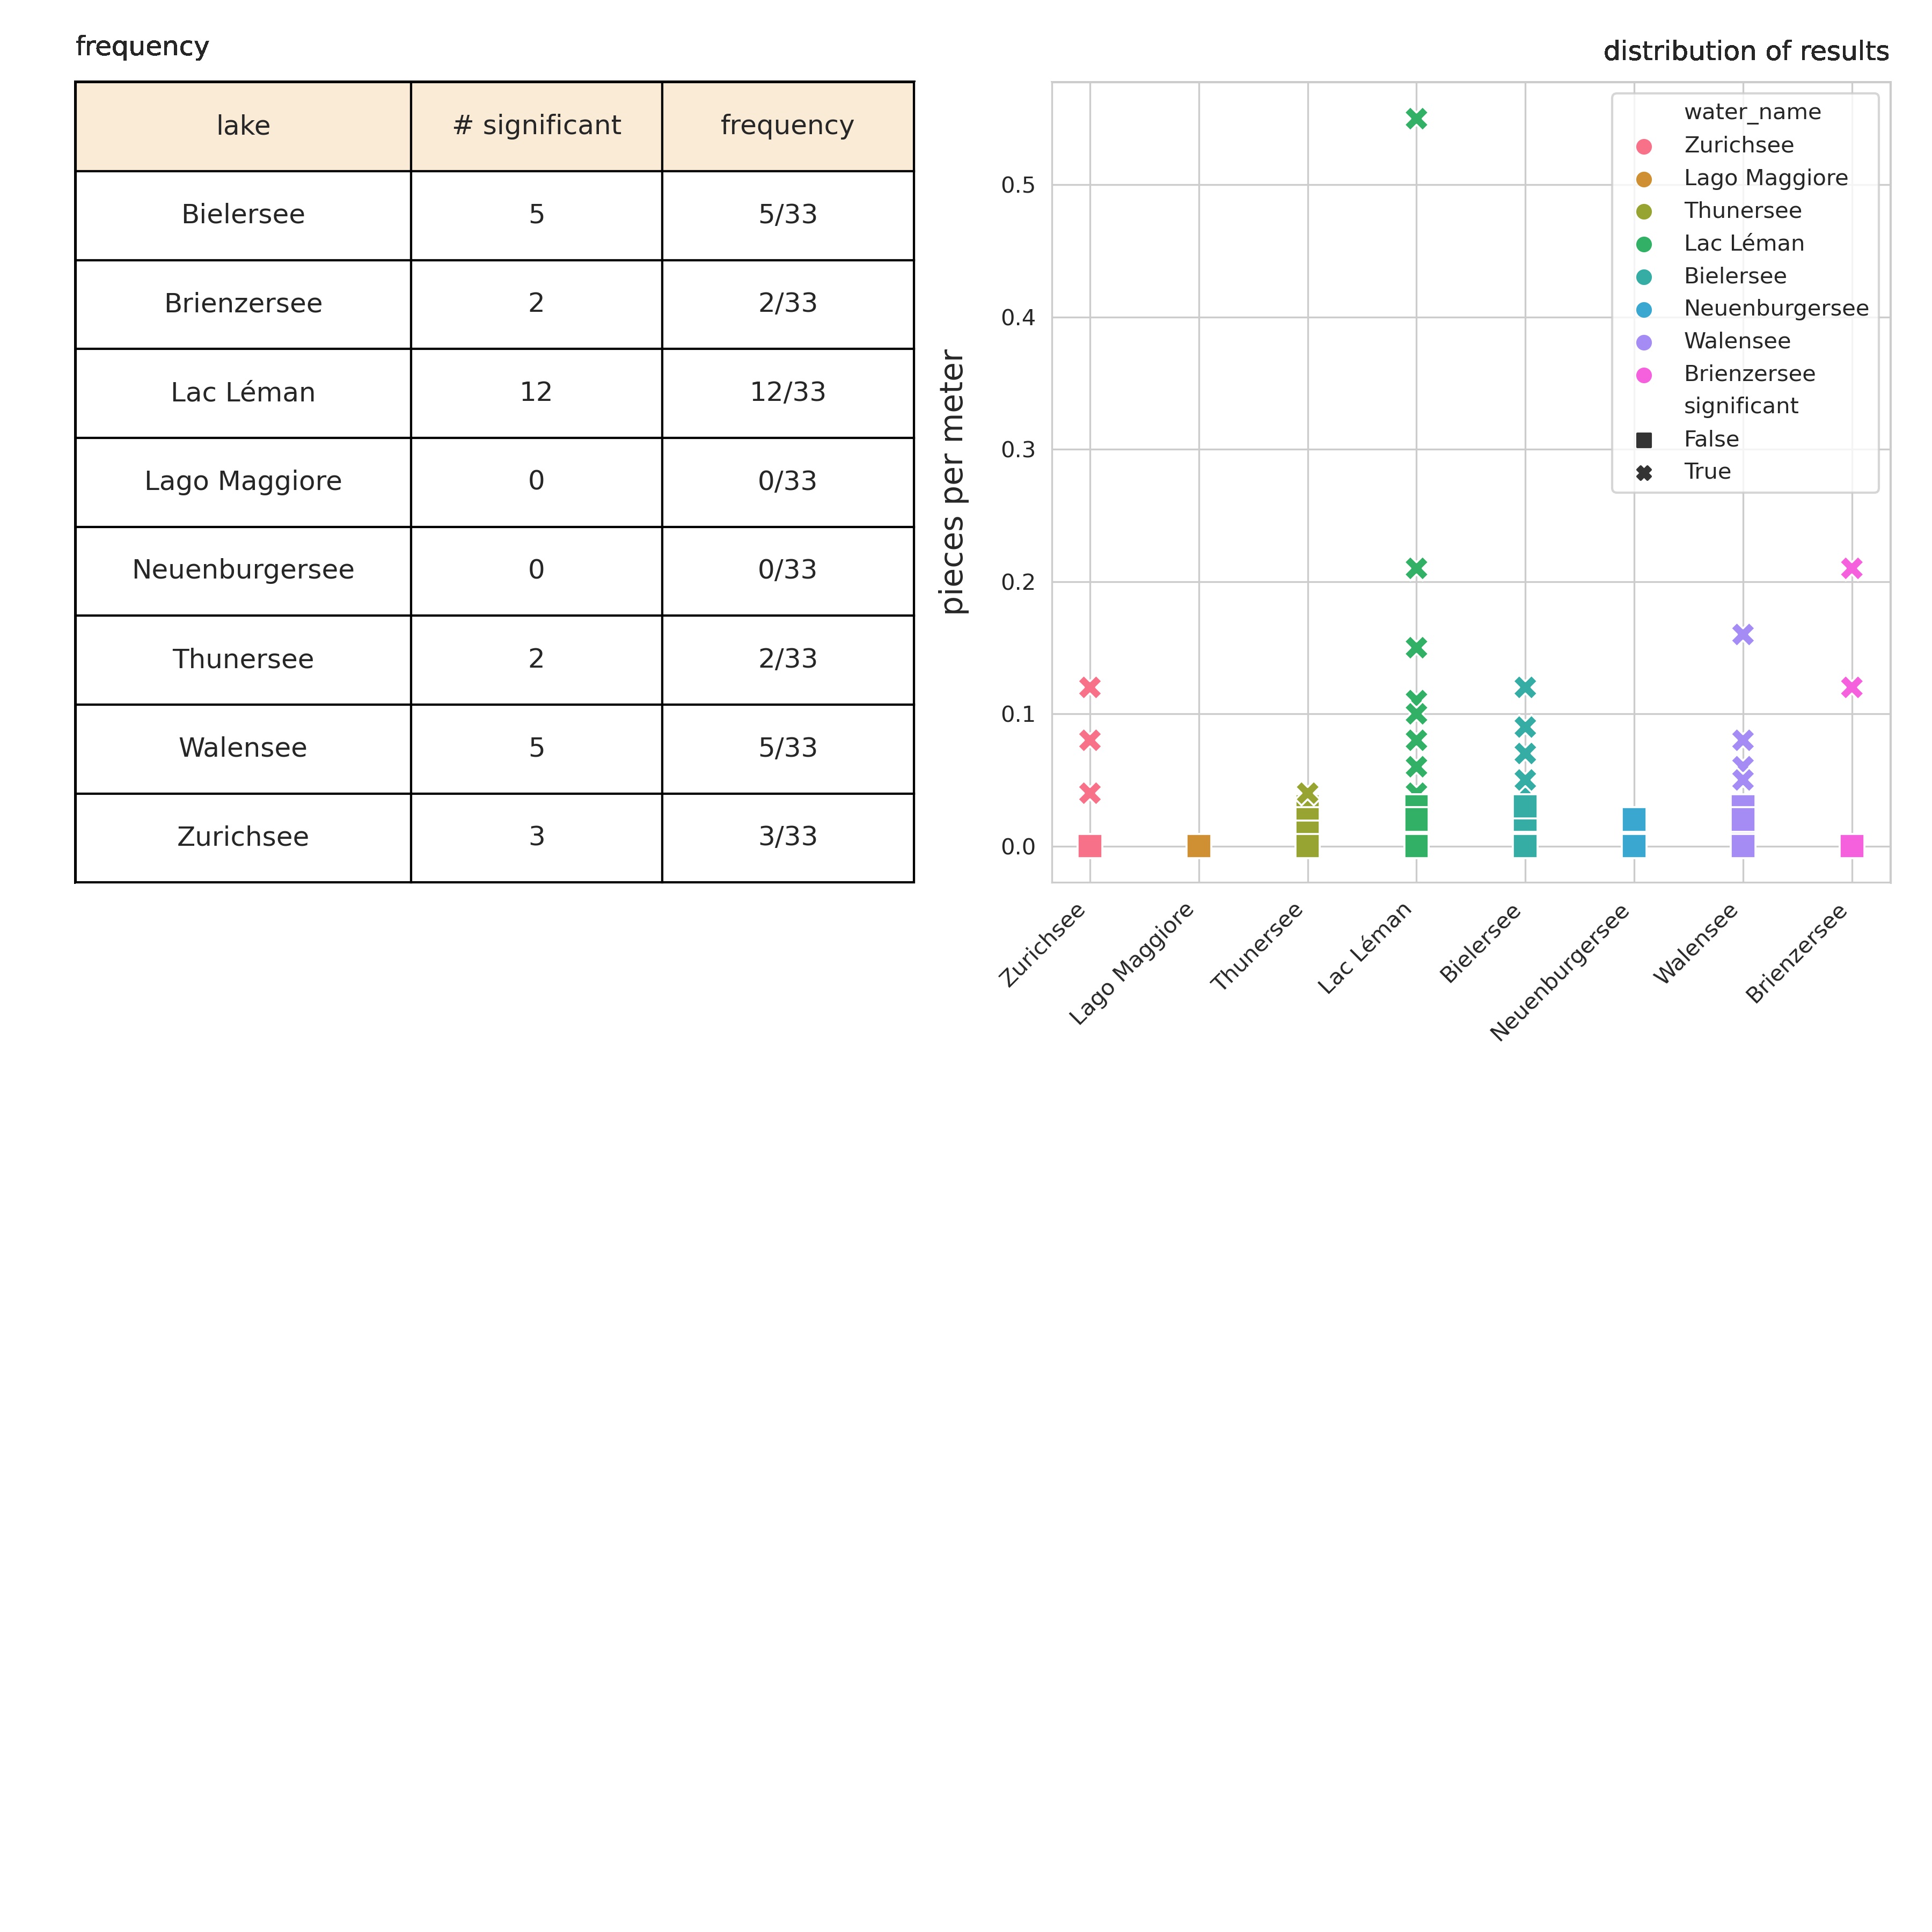 frequency
lake # significant frequency
Bielersee 5 5/33
Brienzersee 2 2/33
Lac Léman 12 12/33
Lago Maggiore 0 0/33
Neuenburgersee 0 0/33
Thunersee 2 2/33
Walensee 5 5/33
Zurichsee 3 3/33
distribution of results
pieces per meter
0.5
0.4
0.3
0.2
0.1
0.0
water_name
Zurichsee
Lago Maggiore
Thunersee
Lac Léman
Bielersee
Neuenburgersee
Walensee
Brienzersee
significant
False
True
Zurichsee
Lago Maggiore
Thunersee
Lac Léman
Bielersee
Neuenburgersee
Walensee
Brienzersee